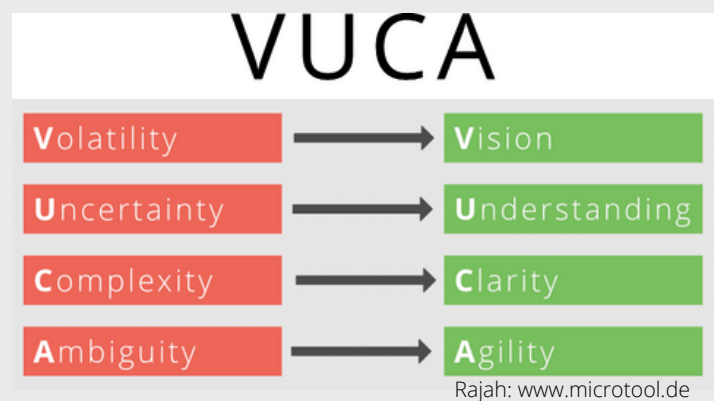 VUCA
Volatility
Vision
Uncertainty
Understanding
Complexity
Clarity
Ambiguity
Agility
Rajah: www.microtool.de